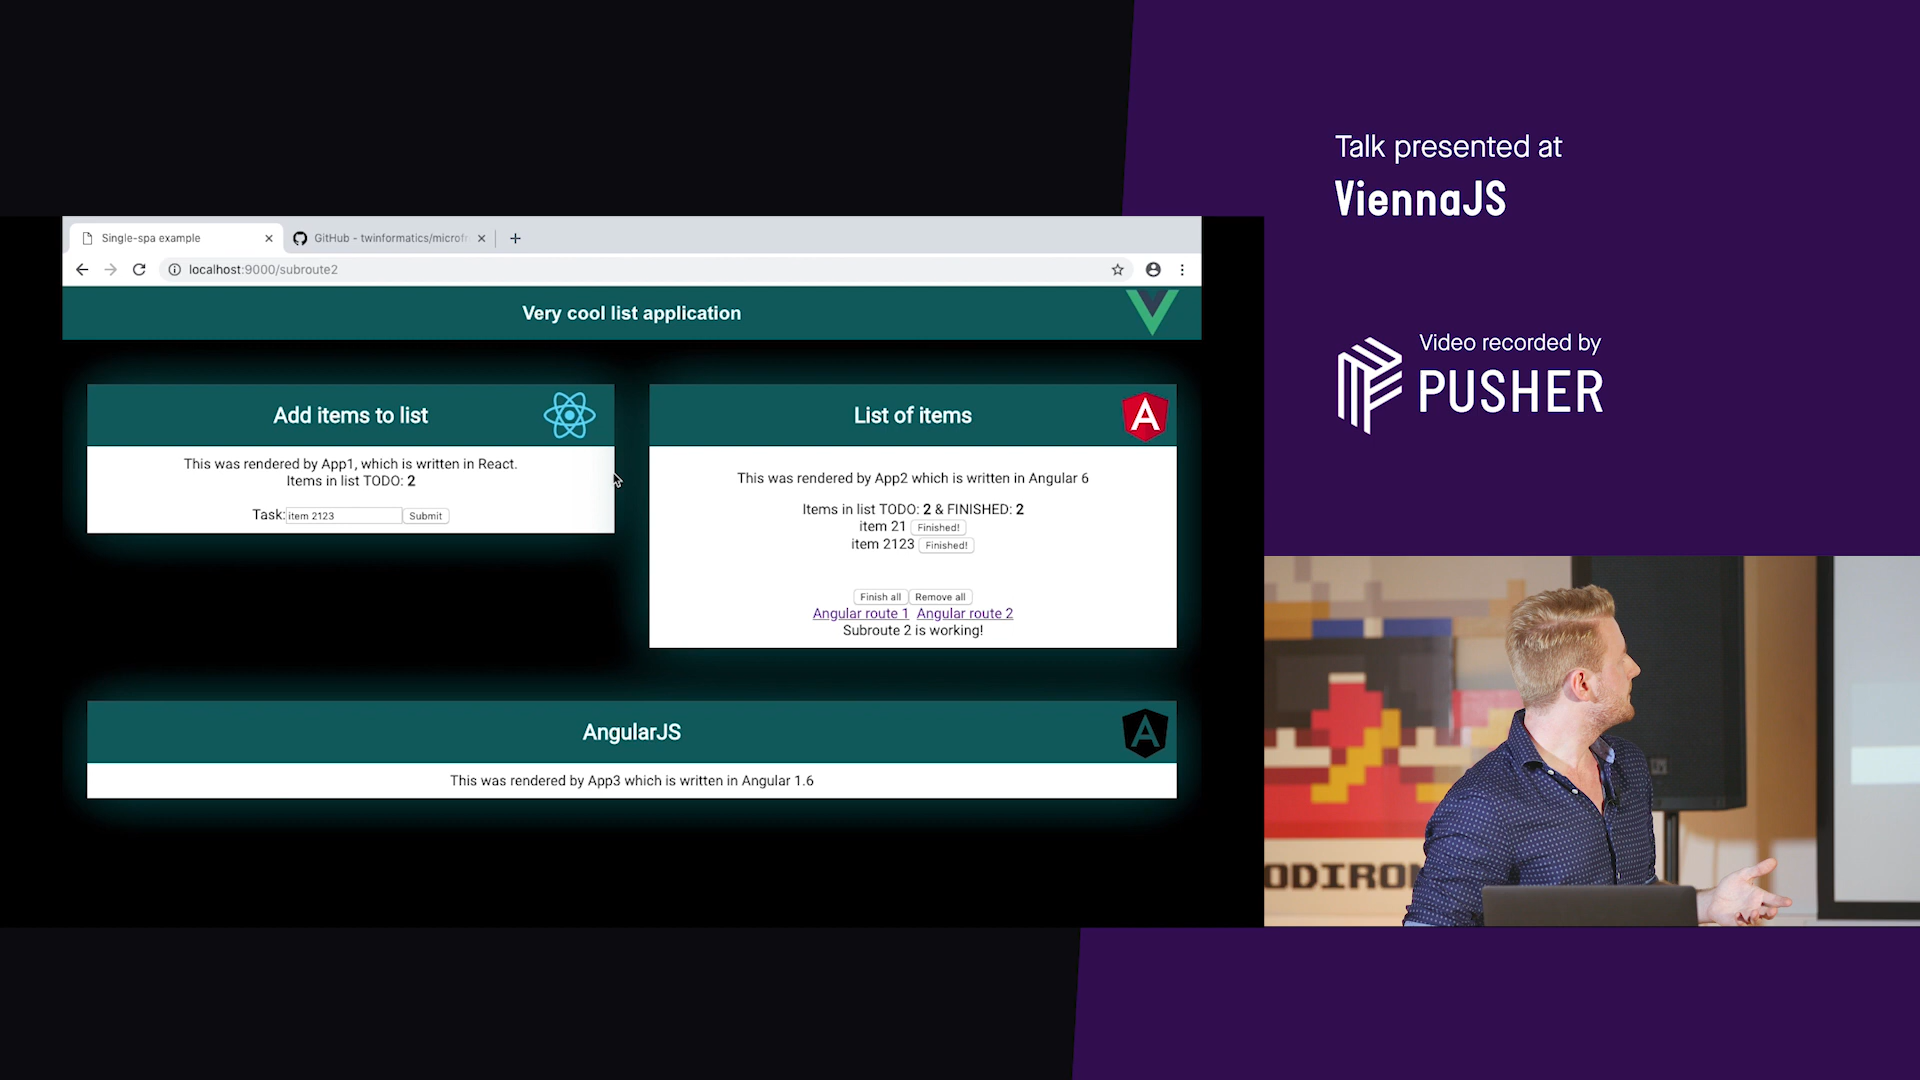 Talk presented at
ViennaJS
Video recorded by
PUSHER
Single-spa example
GitHub - twinformatics/microfr
localhost:9000/subroute2
Very cool list application
Add items to list
This was rendered by App1, which is written in React.
Items in list TODO: 2
Task: item 2123 Submit
List of items
This was rendered by App2 which is written in Angular 6
Items in list TODO: 2 & FINISHED: 2
item 21 Finished!
item 2123 Finished!
Finish all Remove all
Angular route 1 Angular route 2
Subroute 2 is working!
AngularJS
This was rendered by App3 which is written in Angular 1.6
ODIRO